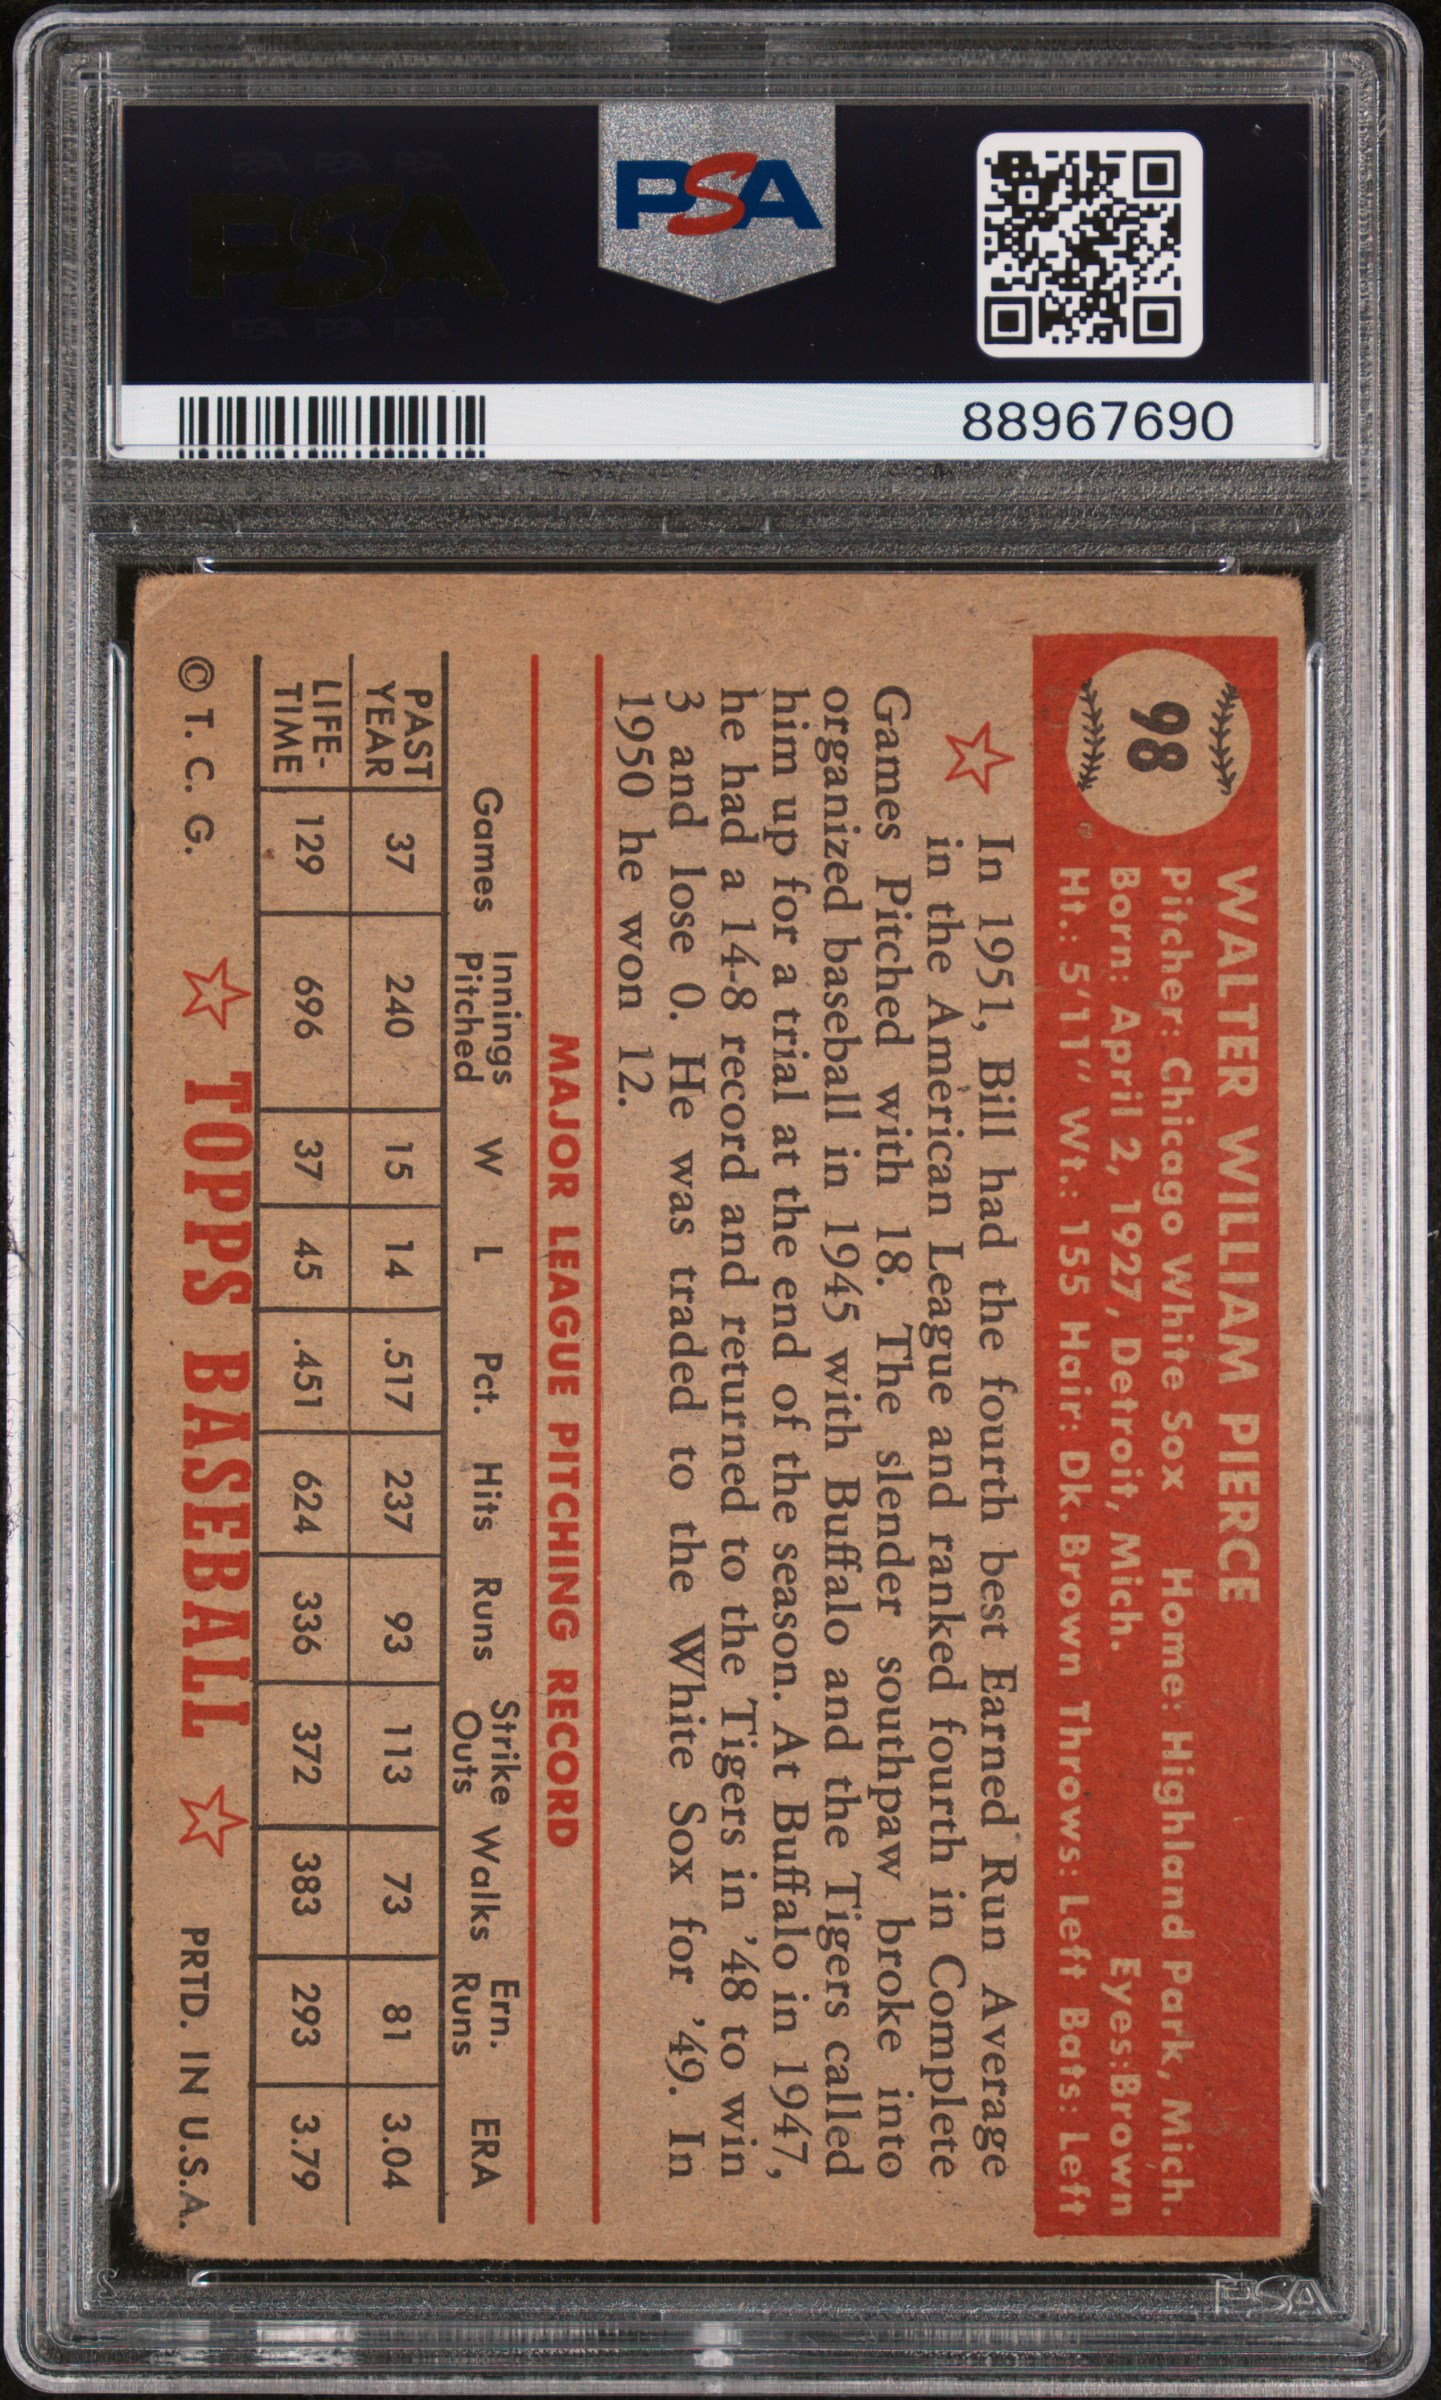 PSA PSA PSA
PSA
PSA PSA PSA
PSA
88967690
98
WALTER WILLIAM PIERCE
Pitcher: Chicago White Sox Home: Highland Park, Mich.
Born: April 2, 1927, Detroit, Mich. Eyes:Brown
Ht.: 5'11" Wt.: 155 Hair: Dk. Brown Throws: Left Bats: Left
In 1951, Bill had the fourth best Earned Run Average
in the American League and ranked fourth in Complete
Games Pitched with 18. The slender southpaw broke into
organized baseball in 1945 with Buffalo and the Tigers called
him up for a trial at the end of the season. At Buffalo in 1947,
he had a 14-8 record and returned to the Tigers in '48 to win
3 and lose 0. He was traded to the White Sox for '49. In
1950 he won 12.
MAJOR LEAGUE PITCHING RECORD
Games Innings Pitched W L Pct. Hits Runs Strike Outs Walks Ern. Runs ERA
PAST YEAR 37 240 15 14 .517 237 93 113 73 81 3.04
LIFE-TIME 129 696 37 45 .451 624 336 372 383 293 3.79
© T. C. G. TOPPS BASEBALL PRTD. IN U.S.A.
PSA